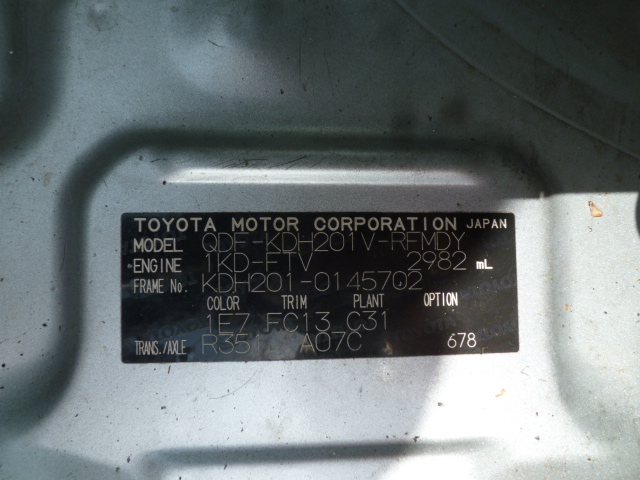 TOYOTA MOTOR CORPORATION JAPAN
MODEL QDF-KDH201V-RFMDY
ENGINE 1KD-FTV 2982 mL
FRAME No. KDH201-0145702
COLOR TRIM PLANT OPTION
1E7 FC13 C31
TRANS./AXLE R351 A07C 678